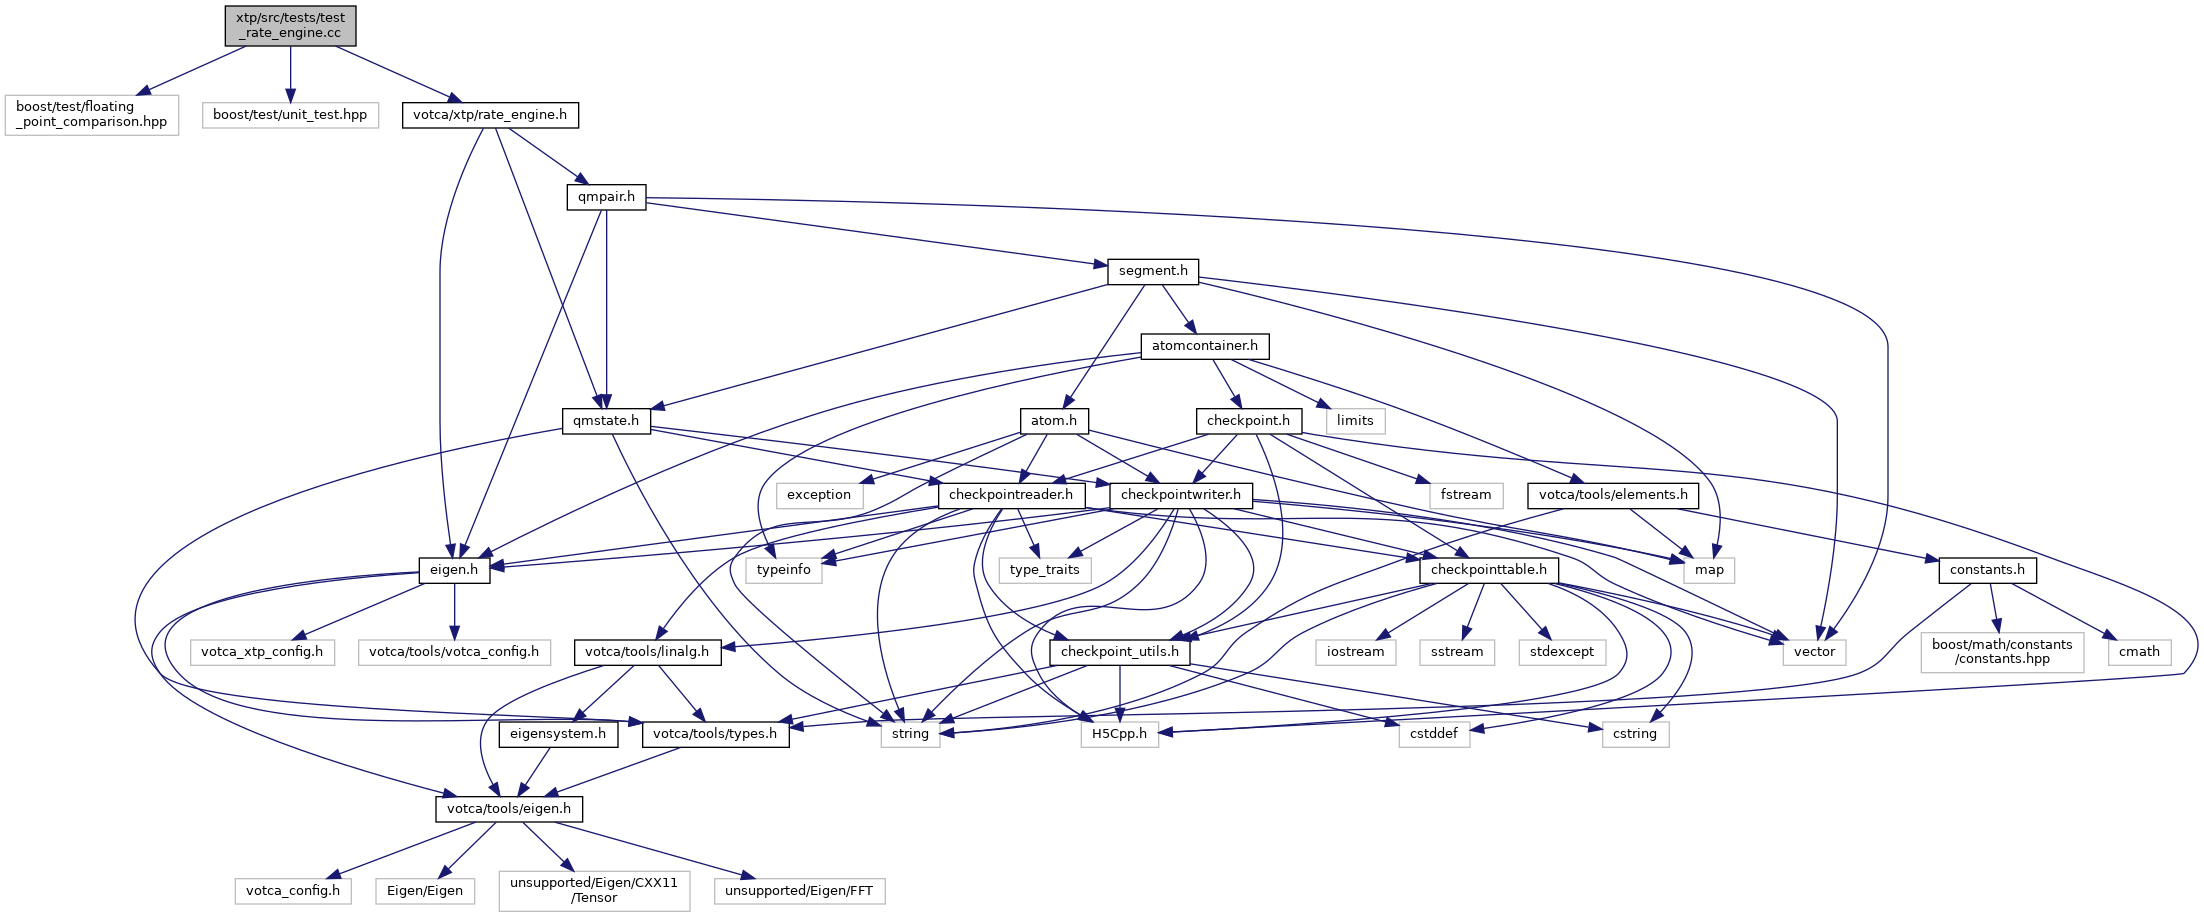 xtp/src/tests/test
_rate_engine.cc
boost/test/floating
_point_comparison.hpp
boost/test/unit_test.hpp
votca/xtp/rate_engine.h
qmpair.h
segment.h
atomcontainer.h
qmstate.h
atom.h
checkpoint.h
limits
exception
checkpointreader.h
checkpointwriter.h
fstream
votca/tools/elements.h
eigen.h
typeinfo
type_traits
checkpointtable.h
map
constants.h
votca_xtp_config.h
votca/tools/votca_config.h
votca/tools/linalg.h
checkpoint_utils.h
iostream
sstream
stdexcept
vector
boost/math/constants
/constants.hpp
cmath
eigensystem.h
votca/tools/types.h
string
H5Cpp.h
cstddef
cstring
votca/tools/eigen.h
votca_config.h
Eigen/Eigen
unsupported/Eigen/CXX11
/Tensor
unsupported/Eigen/FFT